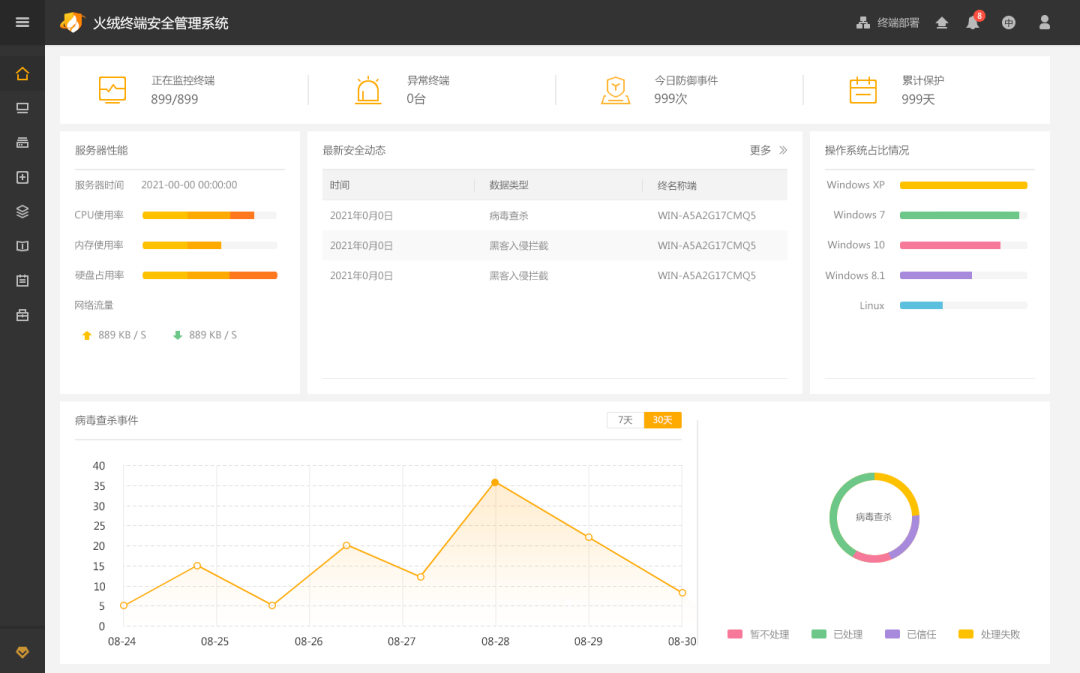 火绒终端安全管理系统
终端部署
8
中
正在监控终端
899/899
异常终端
0台
今日防御事件
999次
累计保护
999天
服务器性能
服务器时间 2021-00-00 00:00:00
CPU使用率
内存使用率
硬盘占用率
网络流量
889 KB / S 889 KB / S
最新安全动态 更多
时间 数据类型 终名称端
2021年0月0日 病毒查杀 WIN-A5A2G17CMQ5
2021年0月0日 黑客入侵拦截 WIN-A5A2G17CMQ5
2021年0月0日 黑客入侵拦截 WIN-A5A2G17CMQ5
操作系统占比情况
Windows XP
Windows 7
Windows 10
Windows 8.1
Linux
病毒查杀事件
7天 30天
40
35
30
25
20
15
10
5
0
08-24 08-25 08-26 08-27 08-28 08-29 08-30
病毒查杀
暂不处理 已处理 已信任 处理失败